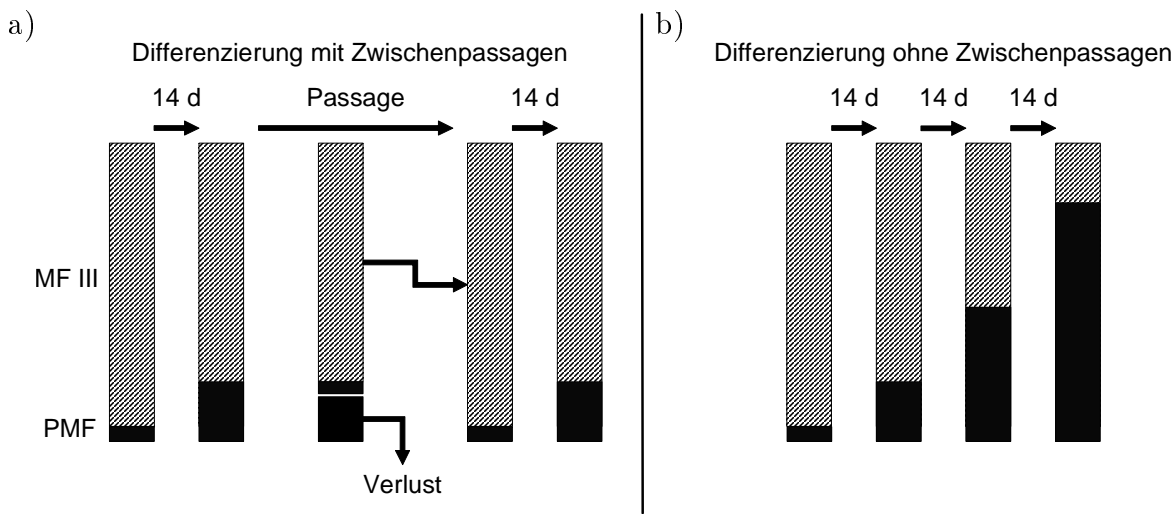 a)
Differenzierung mit Zwischenpassagen
14 d Passage 14 d
MF III
PMF
Verlust
b)
Differenzierung ohne Zwischenpassagen
14 d 14 d 14 d